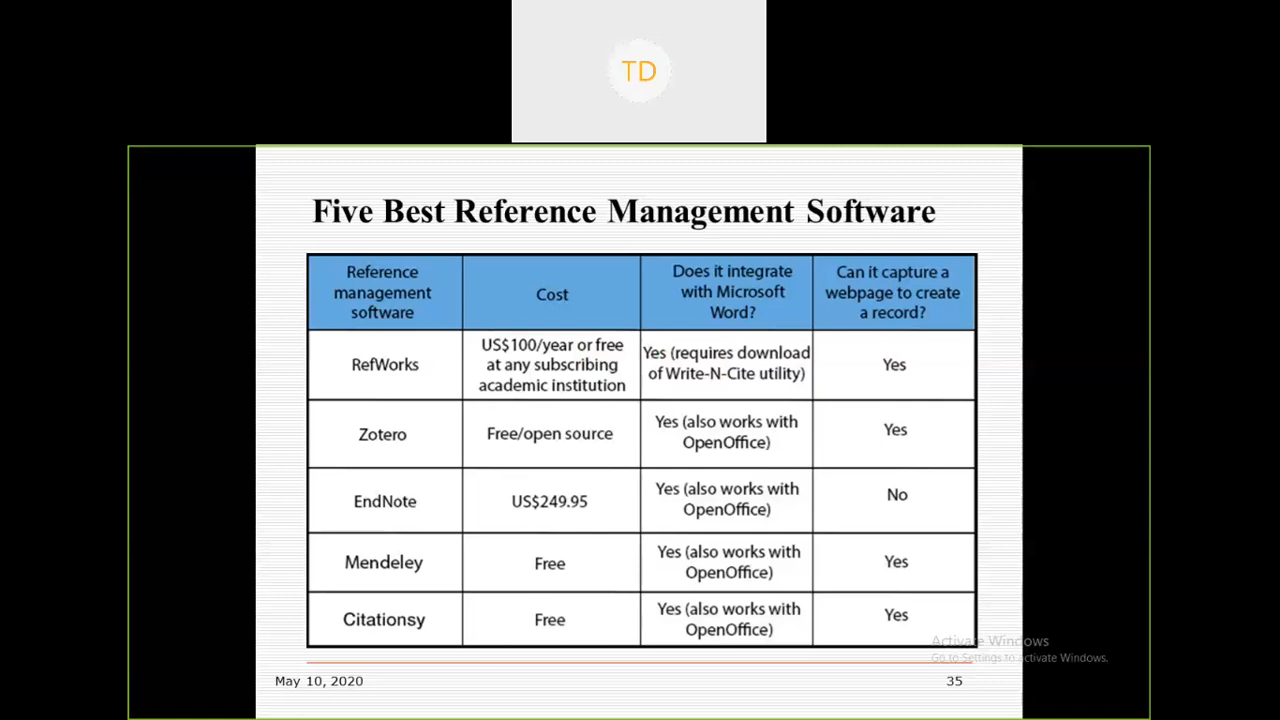 TD
Five Best Reference Management Software
Reference
management
software
Cost
Does it integrate
with Microsoft
Word?
Can it capture a
webpage to create
a record?
RefWorks
US$100/year or free
at any subscribing
academic institution
Yes (requires download
of Write-N-Cite utility)
Yes
Zotero
Free/open source
Yes (also works with
OpenOffice)
Yes
EndNote
US$249.95
Yes (also works with
OpenOffice)
No
Mendeley
Free
Yes (also works with
OpenOffice)
Yes
Citationsy
Free
Yes (also works with
OpenOffice)
Yes
Activate Windows
Go to Settings to activate Windows.
May 10, 2020
35